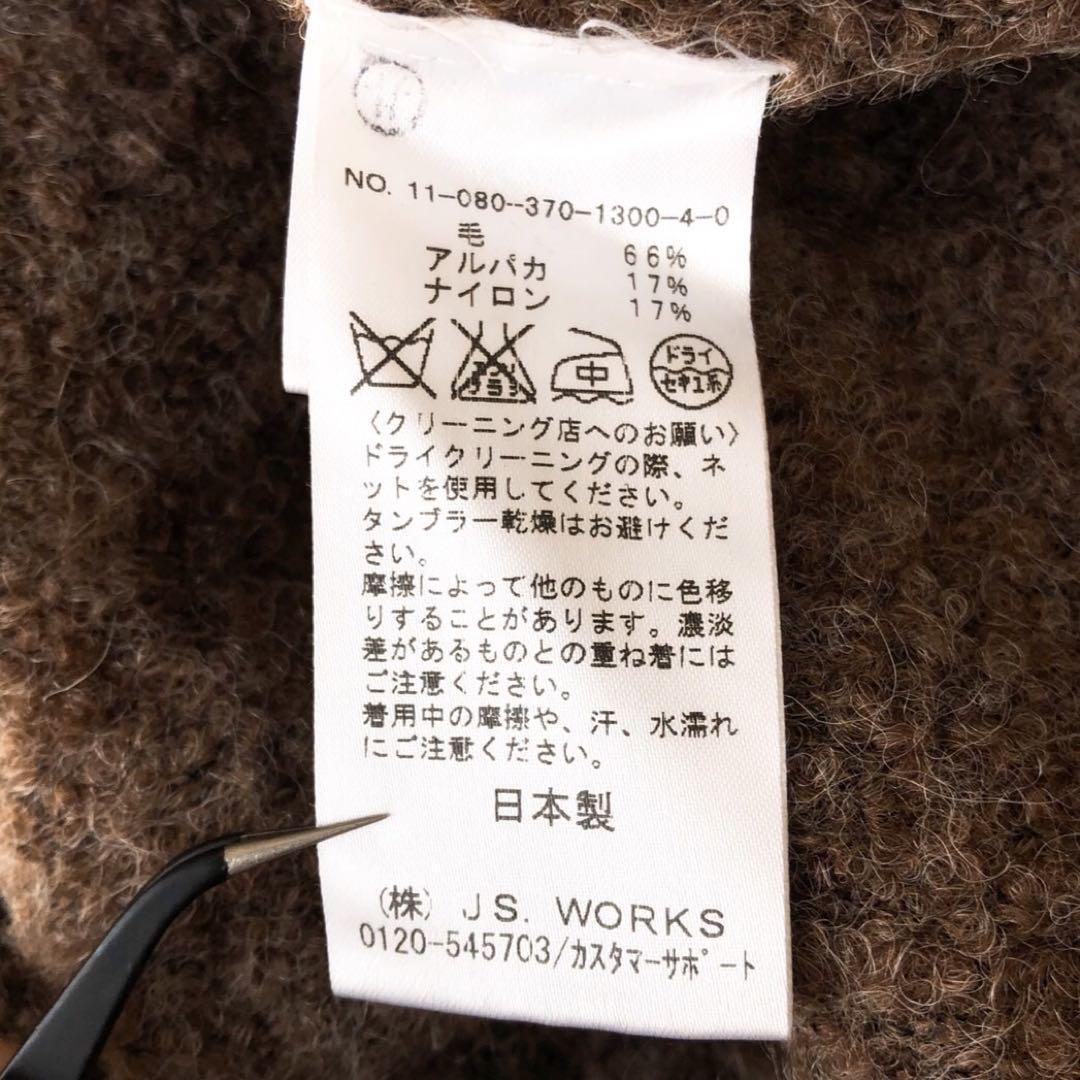 NO. 11-080--370-1300-4-0
毛 66%
アルパカ 17%
ナイロン 17%
中
ドライ
セキユ系
〈クリーニング店へのお願い〉
ドライクリーニングの際、ネ
ットを使用してください。
タンブラー乾燥はお避けくだ
さい。
摩擦によって他のものに色移
りすることがあります。濃淡
差があるものとの重ね着には
ご注意ください。
着用中の摩擦や、汗、水濡れ
にご注意ください。
日本製
(株) JS. WORKS
0120-545703/カスタマーサポート